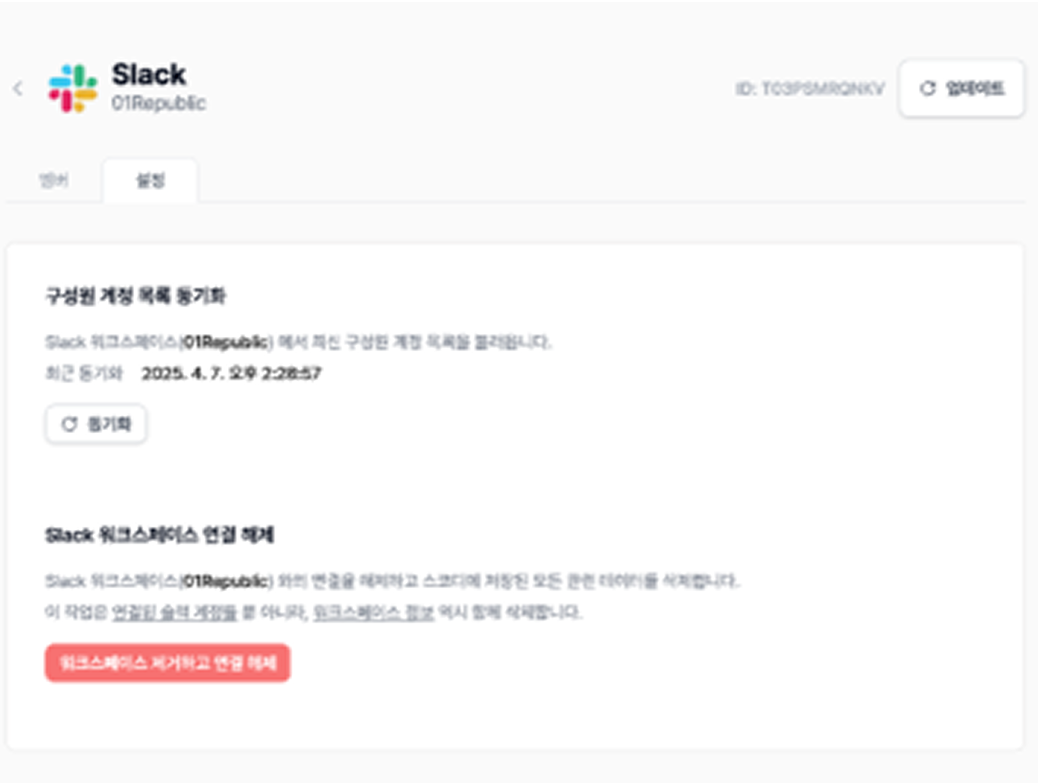 Slack
01Republic
ID: T03PSMRQNKV
업데이트
멤버
설정
구성원 계정 목록 동기화
Slack 워크스페이스(01Republic) 에서 최신 구성원 계정 목록을 불러옵니다.
최근 동기화 2025. 4. 7. 오후 2:28:57
동기화
Slack 워크스페이스 연결 해제
Slack 워크스페이스(01Republic) 와의 연결을 해제하고 스코디에 저장된 모든 관련 데이터를 삭제합니다.
이 작업은 연결된 슬랙 계정들 뿐 아니라, 워크스페이스 정보 역시 함께 삭제합니다.
워크스페이스 제거하고 연결 해제